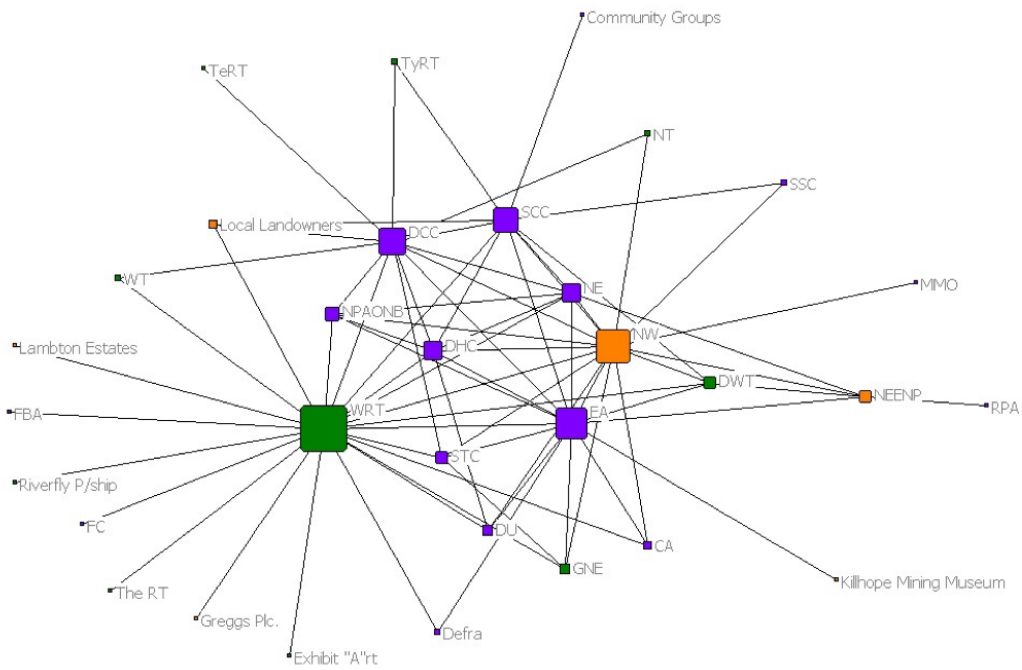 Community Groups
TeRT
TyRT
NT
SSC
SCC
Local Landowners
DCC
WT
NE
MMO
NPAONB
NW
Lambton Estates
DHC
DWT
NEENP
RPA
FBA
WRT
EA
STC
Riverfly P/ship
FC
DU
CA
GNE
Killhope Mining Museum
The RT
Greggs Plc.
Defra
Exhibit "A"rt